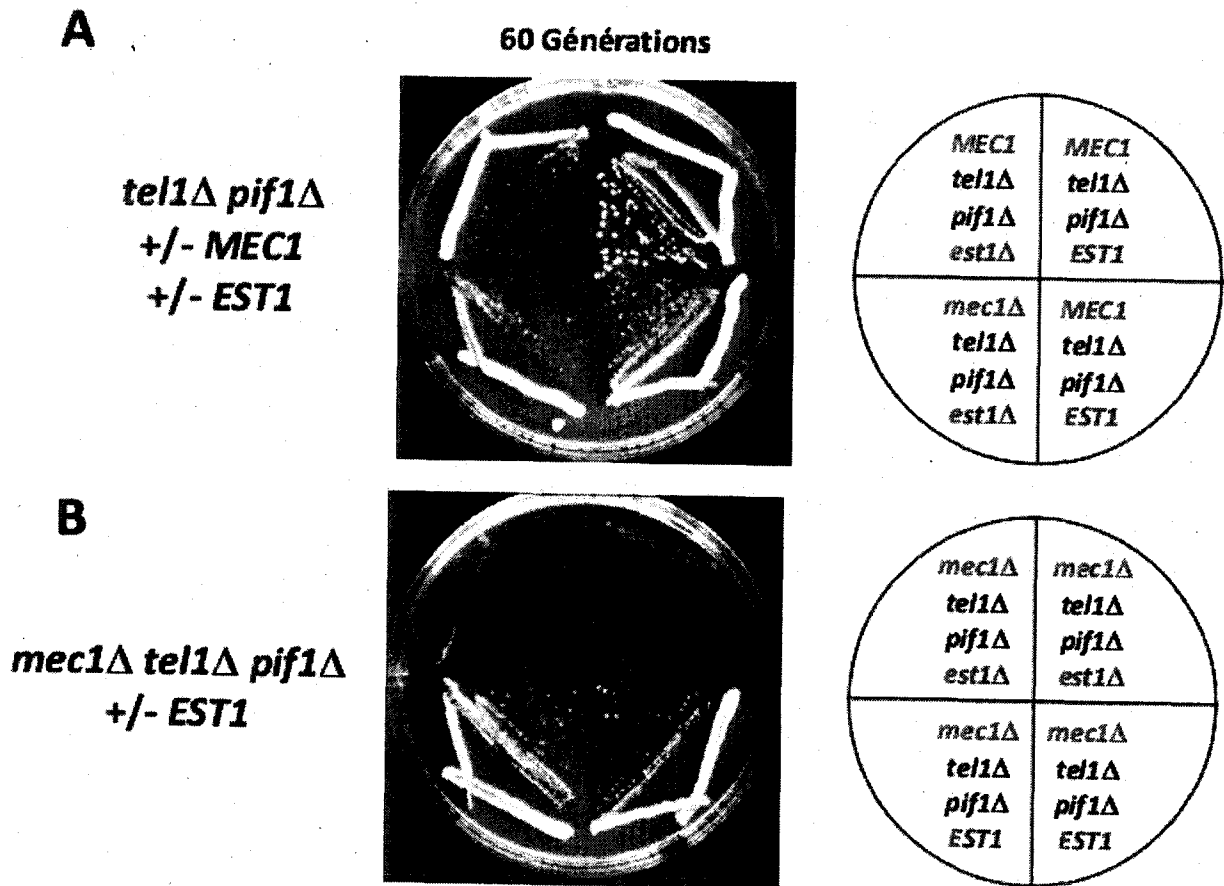 A
60 Générations
tel1Δ pif1Δ
+/- MEC1
+/- EST1
MEC1 MEC1
tel1Δ tel1Δ
pif1Δ pif1Δ
est1Δ EST1
mec1Δ MEC1
tel1Δ tel1Δ
pif1Δ pif1Δ
est1Δ EST1
B
mec1Δ tel1Δ pif1Δ
+/- EST1
mec1Δ mec1Δ
tel1Δ tel1Δ
pif1Δ pif1Δ
est1Δ est1Δ
mec1Δ mec1Δ
tel1Δ tel1Δ
pif1Δ pif1Δ
EST1 EST1